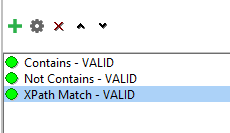 Contains - VALID
Not Contains - VALID
XPath Match - VALID